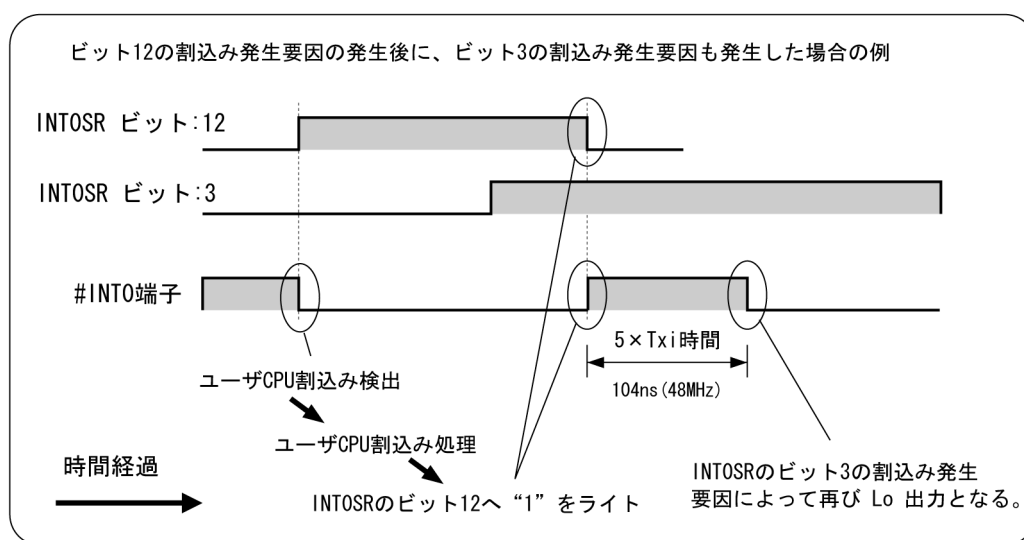 ビット12の割込み発生要因の発生後に、ビット3の割込み発生要因も発生した場合の例
INT0SR ビット:12
INT0SR ビット:3
#INT0端子
5×Txi時間
104ns(48MHz)
ユーザCPU割込み検出
ユーザCPU割込み処理
時間経過
INT0SRのビット12へ “1” をライト
INT0SRのビット3の割込み発生
要因によって再び Lo 出力となる。